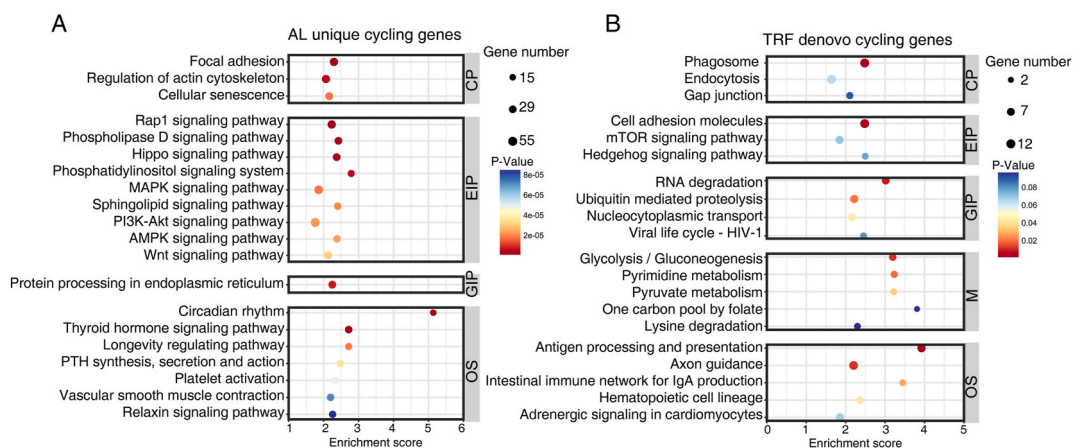 A
AL unique cycling genes
Focal adhesion
Regulation of actin cytoskeleton
Cellular senescence
CP
Rap1 signaling pathway
Phospholipase D signaling pathway
Hippo signaling pathway
Phosphatidylinositol signaling system
MAPK signaling pathway
Sphingolipid signaling pathway
PI3K-Akt signaling pathway
AMPK signaling pathway
Wnt signaling pathway
EIP
Protein processing in endoplasmic reticulum
GIP
Circadian rhythm
Thyroid hormone signaling pathway
Longevity regulating pathway
PTH synthesis, secretion and action
Platelet activation
Vascular smooth muscle contraction
Relaxin signaling pathway
OS
1 2 3 4 5 6
Enrichment score
Gene number
15
29
55
P-Value
8e-05
6e-05
4e-05
2e-05
B
TRF denovo cycling genes
Phagosome
Endocytosis
Gap junction
CP
Cell adhesion molecules
mTOR signaling pathway
Hedgehog signaling pathway
EIP
RNA degradation
Ubiquitin mediated proteolysis
Nucleocytoplasmic transport
Viral life cycle - HIV-1
GIP
Glycolysis / Gluconeogenesis
Pyrimidine metabolism
Pyruvate metabolism
One carbon pool by folate
Lysine degradation
M
Antigen processing and presentation
Axon guidance
Intestinal immune network for IgA production
Hematopoietic cell lineage
Adrenergic signaling in cardiomyocytes
OS
0 1 2 3 4 5
Enrichment score
Gene number
2
7
12
P-Value
0.08
0.06
0.04
0.02